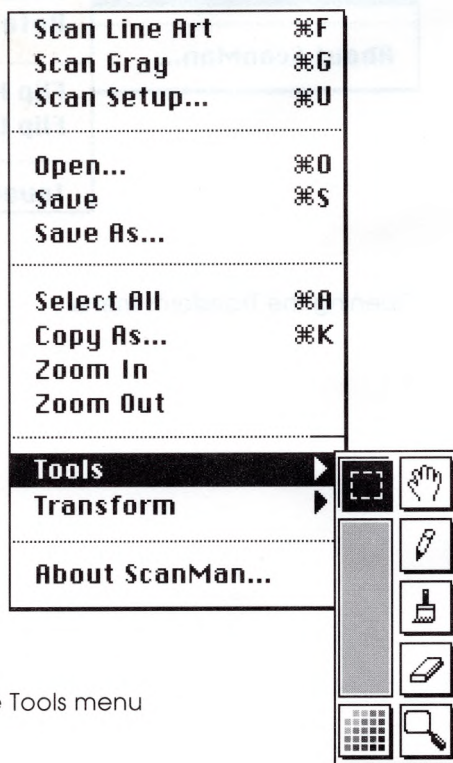 Scan Line Art ⌘F
Scan Gray ⌘G
Scan Setup... ⌘U
Open... ⌘O
Save ⌘S
Save As...
Select All ⌘A
Copy As... ⌘K
Zoom In
Zoom Out
Tools
Transform
About ScanMan...
Tools menu